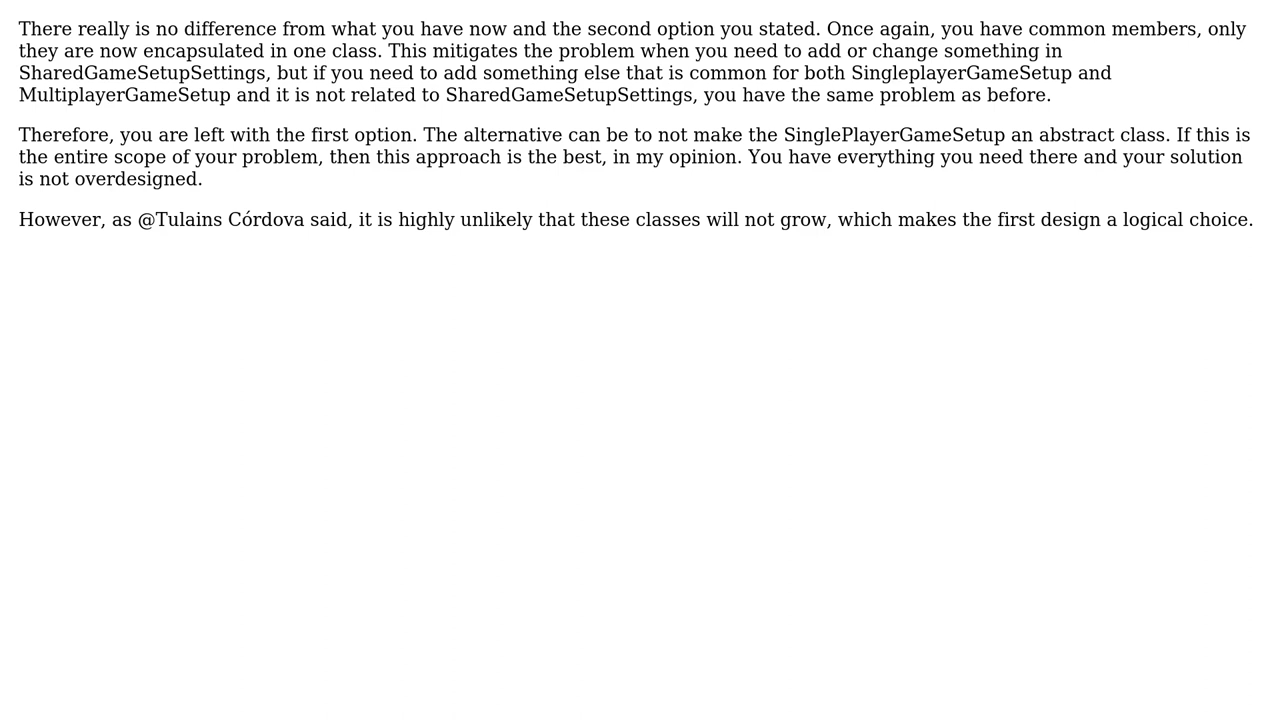 There really is no difference from what you have now and the second option you stated. Once again, you have common members, only
they are now encapsulated in one class. This mitigates the problem when you need to add or change something in
SharedGameSetupSettings, but if you need to add something else that is common for both SingleplayerGameSetup and
MultiplayerGameSetup and it is not related to SharedGameSetupSettings, you have the same problem as before.
Therefore, you are left with the first option. The alternative can be to not make the SinglePlayerGameSetup an abstract class. If this is
the entire scope of your problem, then this approach is the best, in my opinion. You have everything you need there and your solution
is not overdesigned.
However, as @Tulains Córdova said, it is highly unlikely that these classes will not grow, which makes the first design a logical choice.